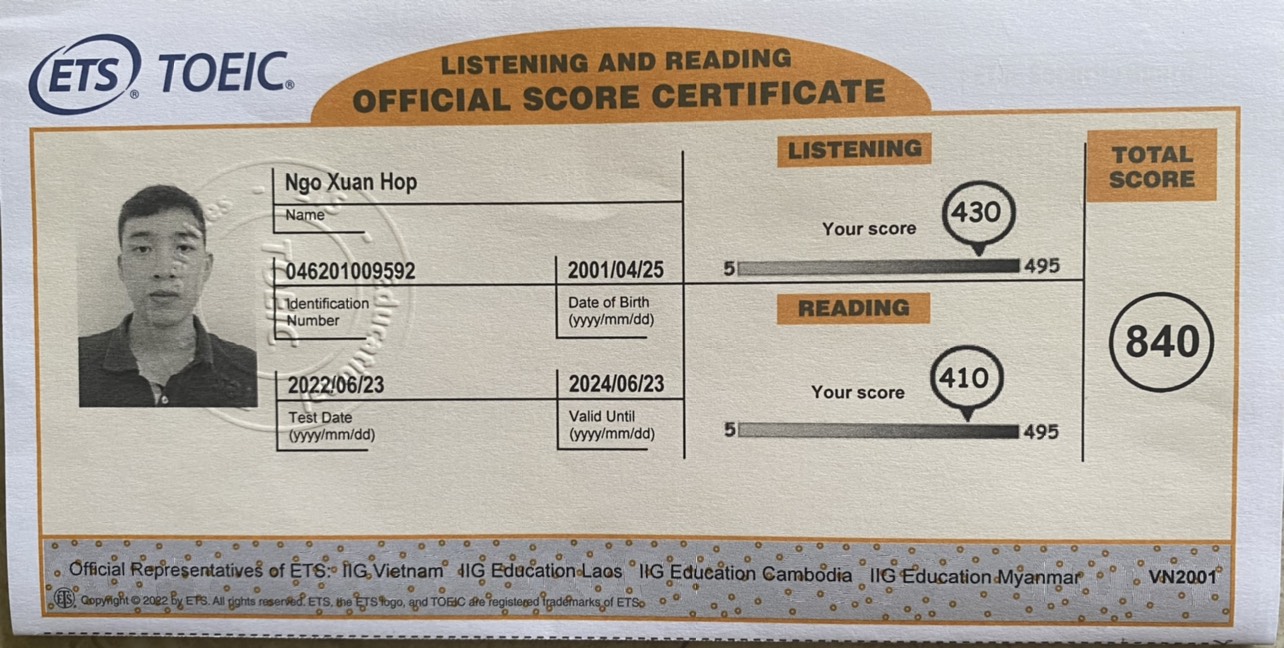 ETS® TOEIC®
LISTENING AND READING
OFFICIAL SCORE CERTIFICATE
Ngo Xuan Hop
Name
046201009592
Identification
Number
2001/04/25
Date of Birth
(yyyy/mm/dd)
2022/06/23
Test Date
(yyyy/mm/dd)
2024/06/23
Valid Until
(yyyy/mm/dd)
LISTENING
Your score
430
5
495
READING
Your score
410
5
495
TOTAL
SCORE
840
TOEIC
Official Representatives of ETS: IIG Vietnam IIG Education Laos IIG Education Cambodia IIG Education Myanmar
VN2001
ETS Copyright © 2022 by ETS. All rights reserved. ETS, the ETS logo, and TOEIC are registered trademarks of ETS.